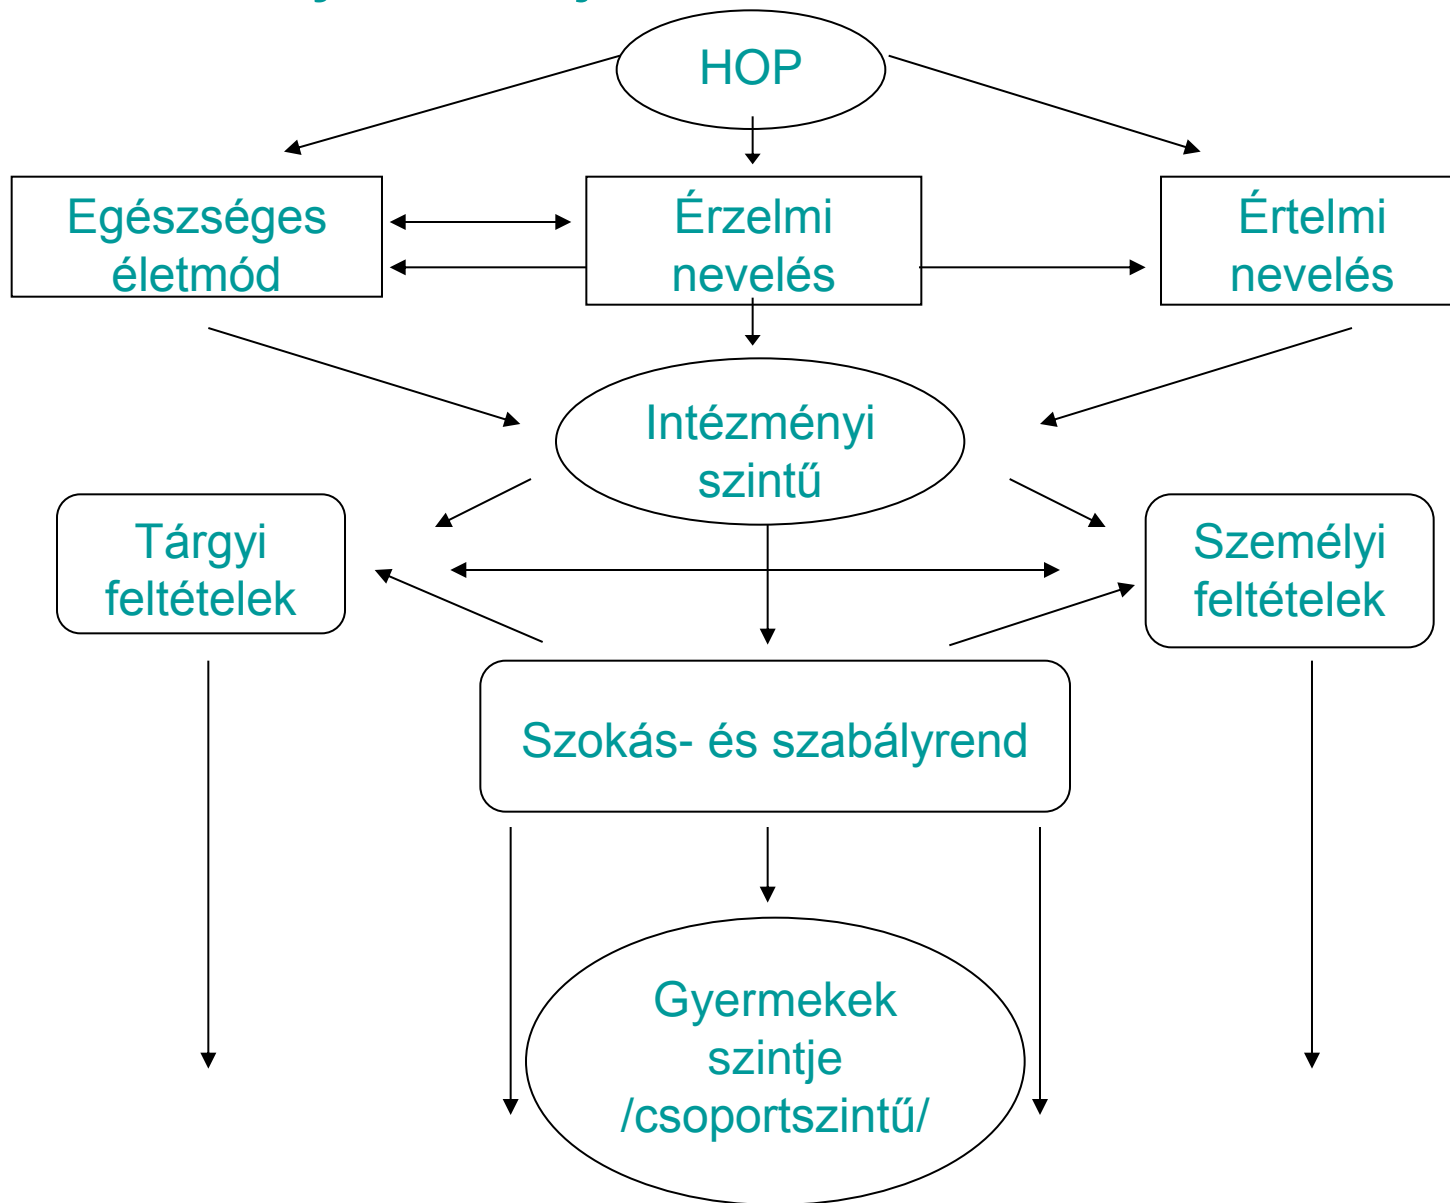 HOP
Egészséges
életmód
Érzelmi
nevelés
Értelmi
nevelés
Intézményi
szintű
Tárgyi
feltételek
Személyi
feltételek
Szokás- és szabályrend
Gyermekek
szintje
/csoportszintű/